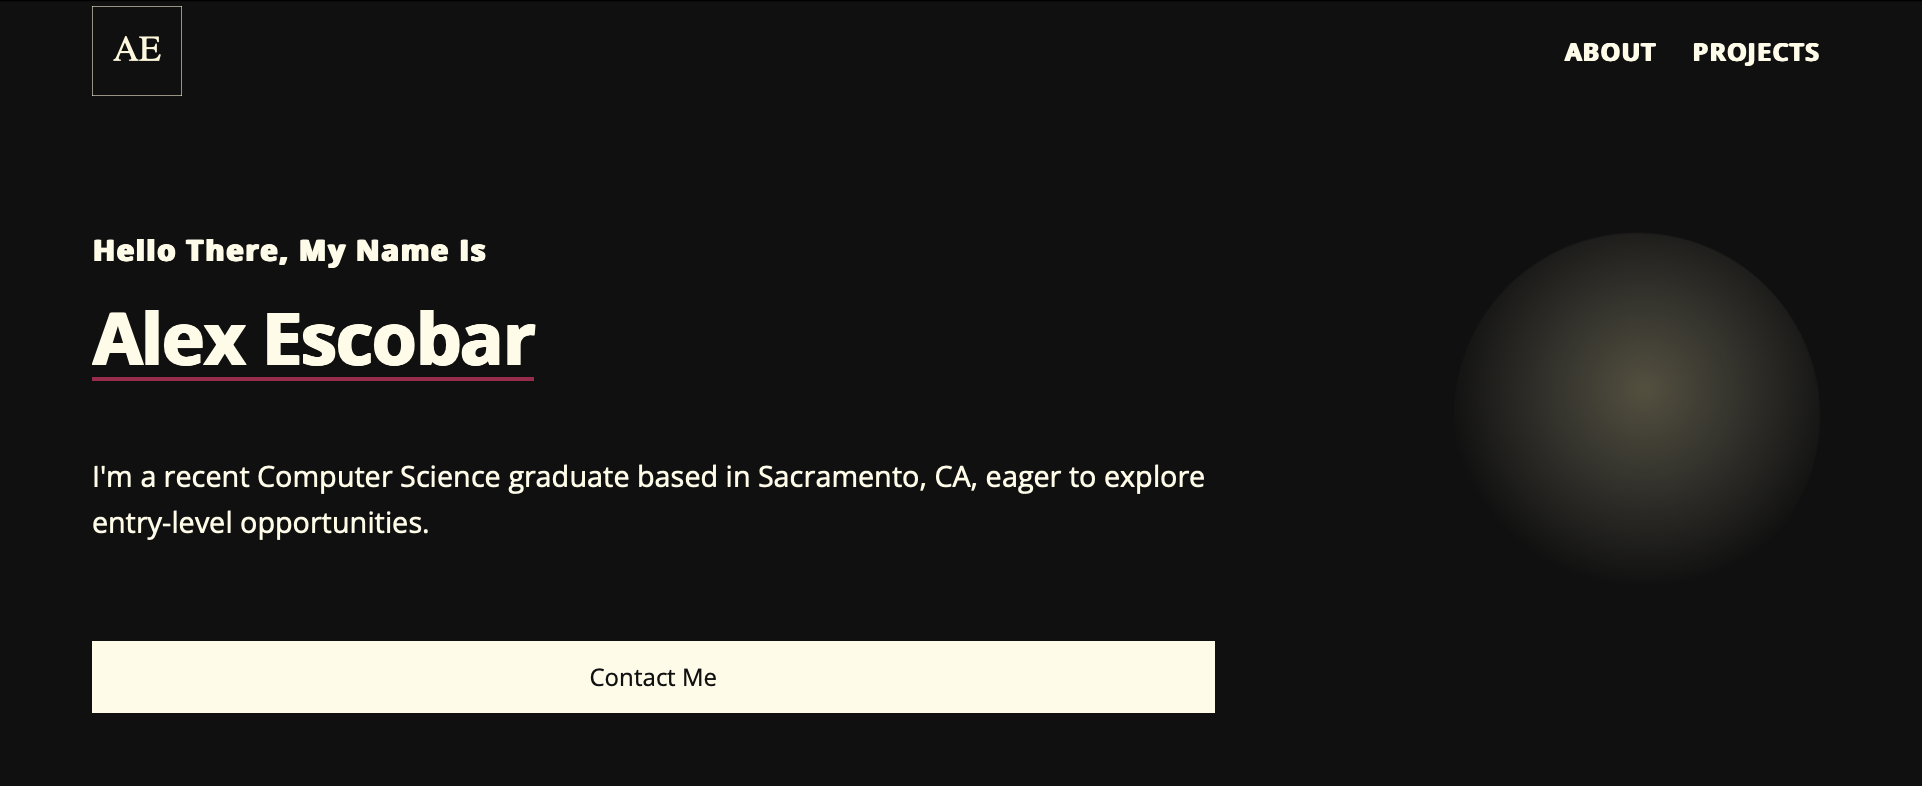 AE
ABOUT PROJECTS
Hello There, My Name Is
Alex Escobar
I'm a recent Computer Science graduate based in Sacramento, CA, eager to explore
entry-level opportunities.
Contact Me